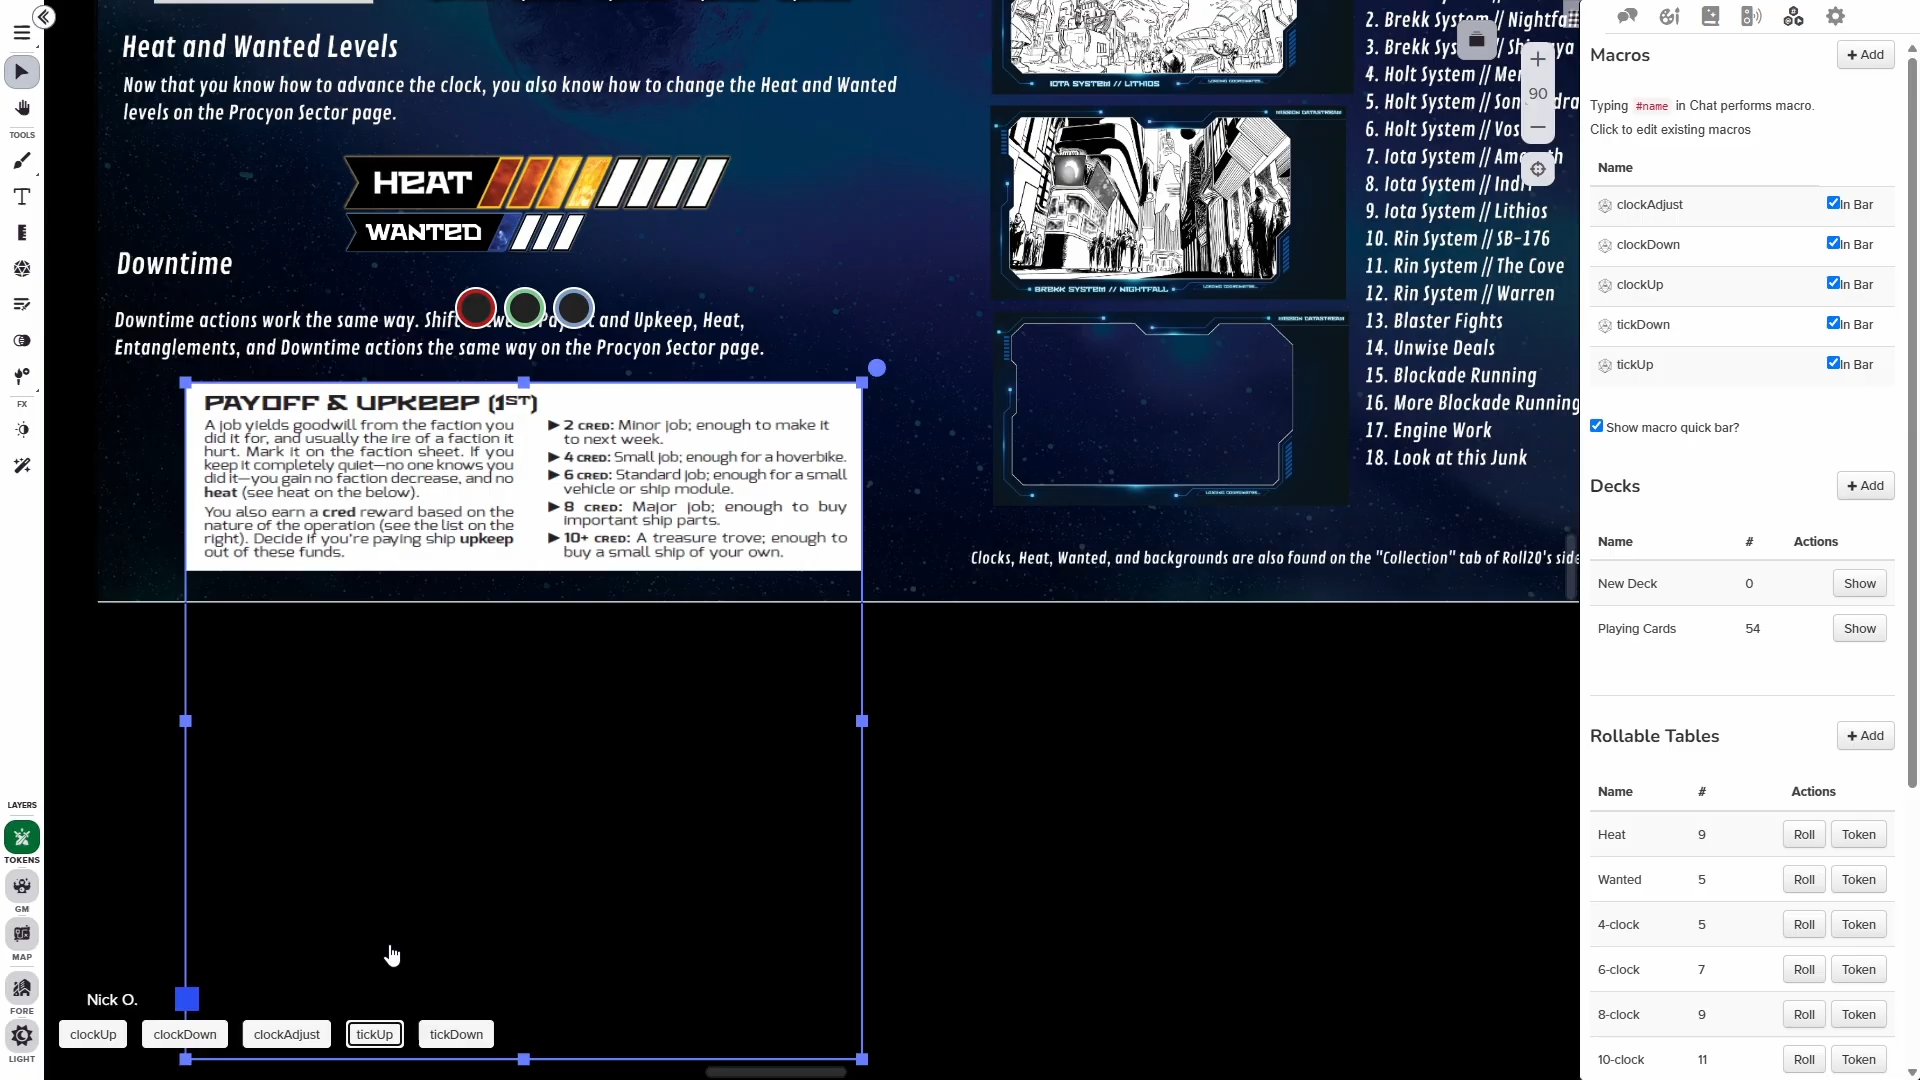 TOOLS
FX
LAYERS
TOKENS
GM
MAP
FORE
LIGHT
Heat and Wanted Levels
Now that you know how to advance the clock, you also know how to change the Heat and Wanted
levels on the Procyon Sector page.
HEAT
WANTED
Downtime
Downtime actions work the same way. and Upkeep, Heat,
Entanglements, and Downtime actions the same way on the Procyon Sector page.
PAYOFF & UPKEEP (1ST)
A job yields goodwill from the faction you
did it for, and usually the ire of a faction it
hurt. Mark it on the faction sheet. If you
keep it completely quiet—no one knows you
did it—you gain no faction decrease, and no
heat (see heat on the below).
You also earn a cred reward based on the
nature of the operation (see the list on the
right). Decide if you're paying ship upkeep
out of these funds.
▶ 2 CRED: Minor job; enough to make it
to next week.
▶ 4 CRED: Small job; enough for a hoverbike.
▶ 6 CRED: Standard job; enough for a small
vehicle or ship module.
▶ 8 CRED: Major job; enough to buy
important ship parts.
▶ 10+ CRED: A treasure trove; enough to
buy a small ship of your own.
Nick O.
clockUp clockDown clockAdjust tickUp tickDown
IOTA SYSTEM // LITHIOS
LOADING COORDINATES...
MISSION DATASTREAM
BREKK SYSTEM // NIGHTFALL
LOADING COORDINATES...
MISSION DATASTREAM
LOADING COORDINATES...
2. Brekk System // Nightfa
3. Brekk Sys
4. Holt System // Me
5. Holt System // Son
6. Holt System // Vos
7. Iota System // Am
8. Iota System // Indr
9. Iota System // Lithios
10. Rin System // SB-176
11. Rin System // The Cove
12. Rin System // Warren
13. Blaster Fights
14. Unwise Deals
15. Blockade Running
16. More Blockade Running
17. Engine Work
18. Look at this Junk
Clocks, Heat, Wanted, and backgrounds are also found on the "Collection" tab of Roll20's side
90
Macros
+ Add
Typing #name in Chat performs macro.
Click to edit existing macros
Name
clockAdjust In Bar
clockDown In Bar
clockUp In Bar
tickDown In Bar
tickUp In Bar
Show macro quick bar?
Decks
+ Add
Name # Actions
New Deck 0 Show
Playing Cards 54 Show
Rollable Tables
+ Add
Name # Actions
Heat 9 Roll Token
Wanted 5 Roll Token
4-clock 5 Roll Token
6-clock 7 Roll Token
8-clock 9 Roll Token
10-clock 11 Roll Token